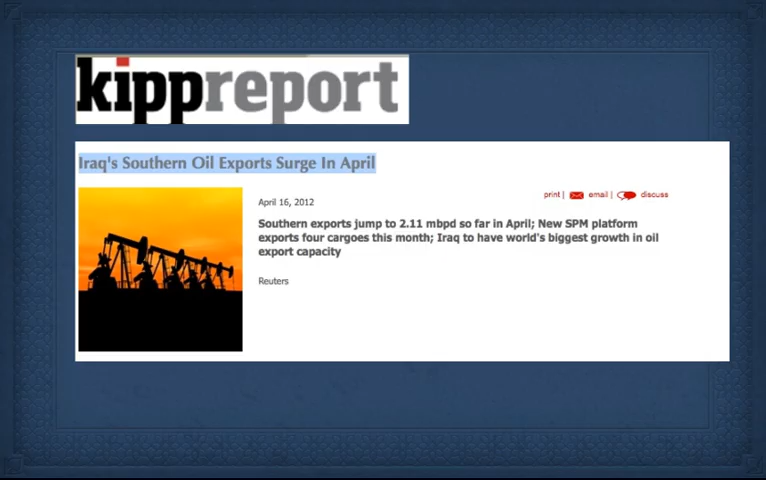 kippreport
Iraq's Southern Oil Exports Surge In April
April 16, 2012
print | email | discuss
Southern exports jump to 2.11 mbpd so far in April; New SPM platform
exports four cargoes this month; Iraq to have world's biggest growth in oil
export capacity
Reuters